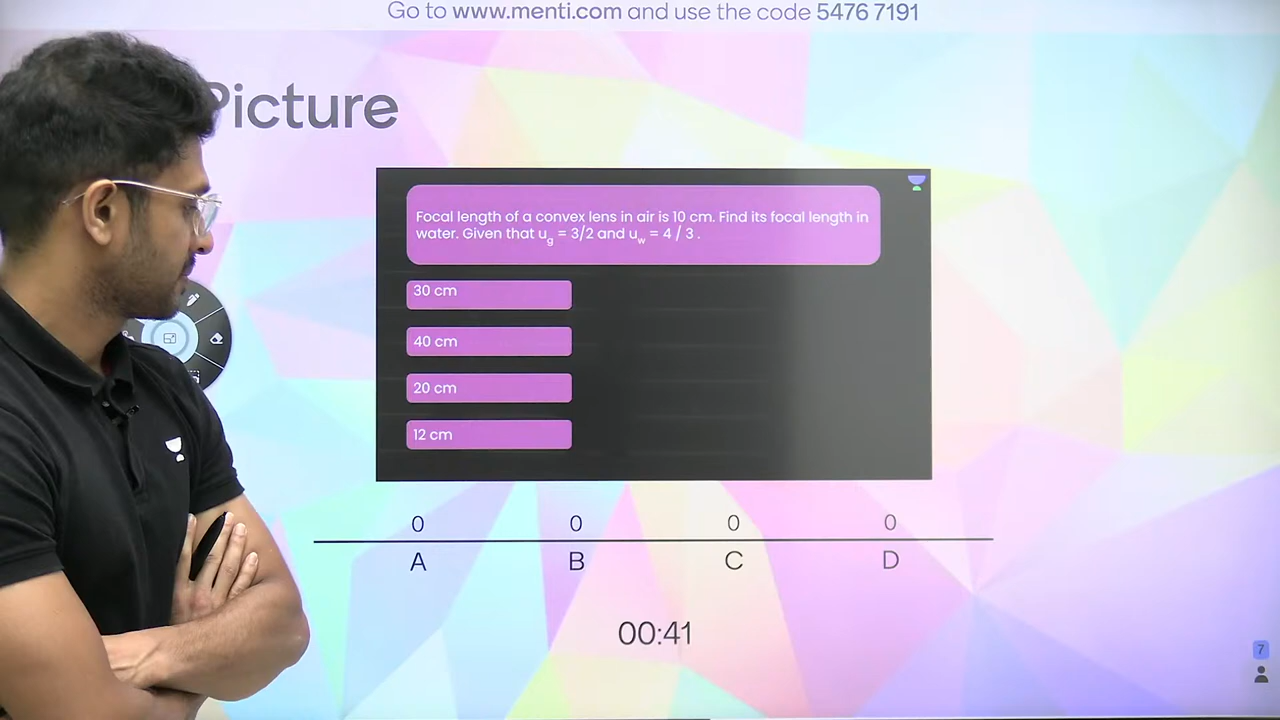 Go to www.menti.com and use the code 5476 7191
Picture
Focal length of a convex lens in air is 10 cm. Find its focal length in
water. Given that ug = 3/2 and uw = 4 / 3 .
30 cm
40 cm
20 cm
12 cm
0 0 0 0
A B C D
00:41
7